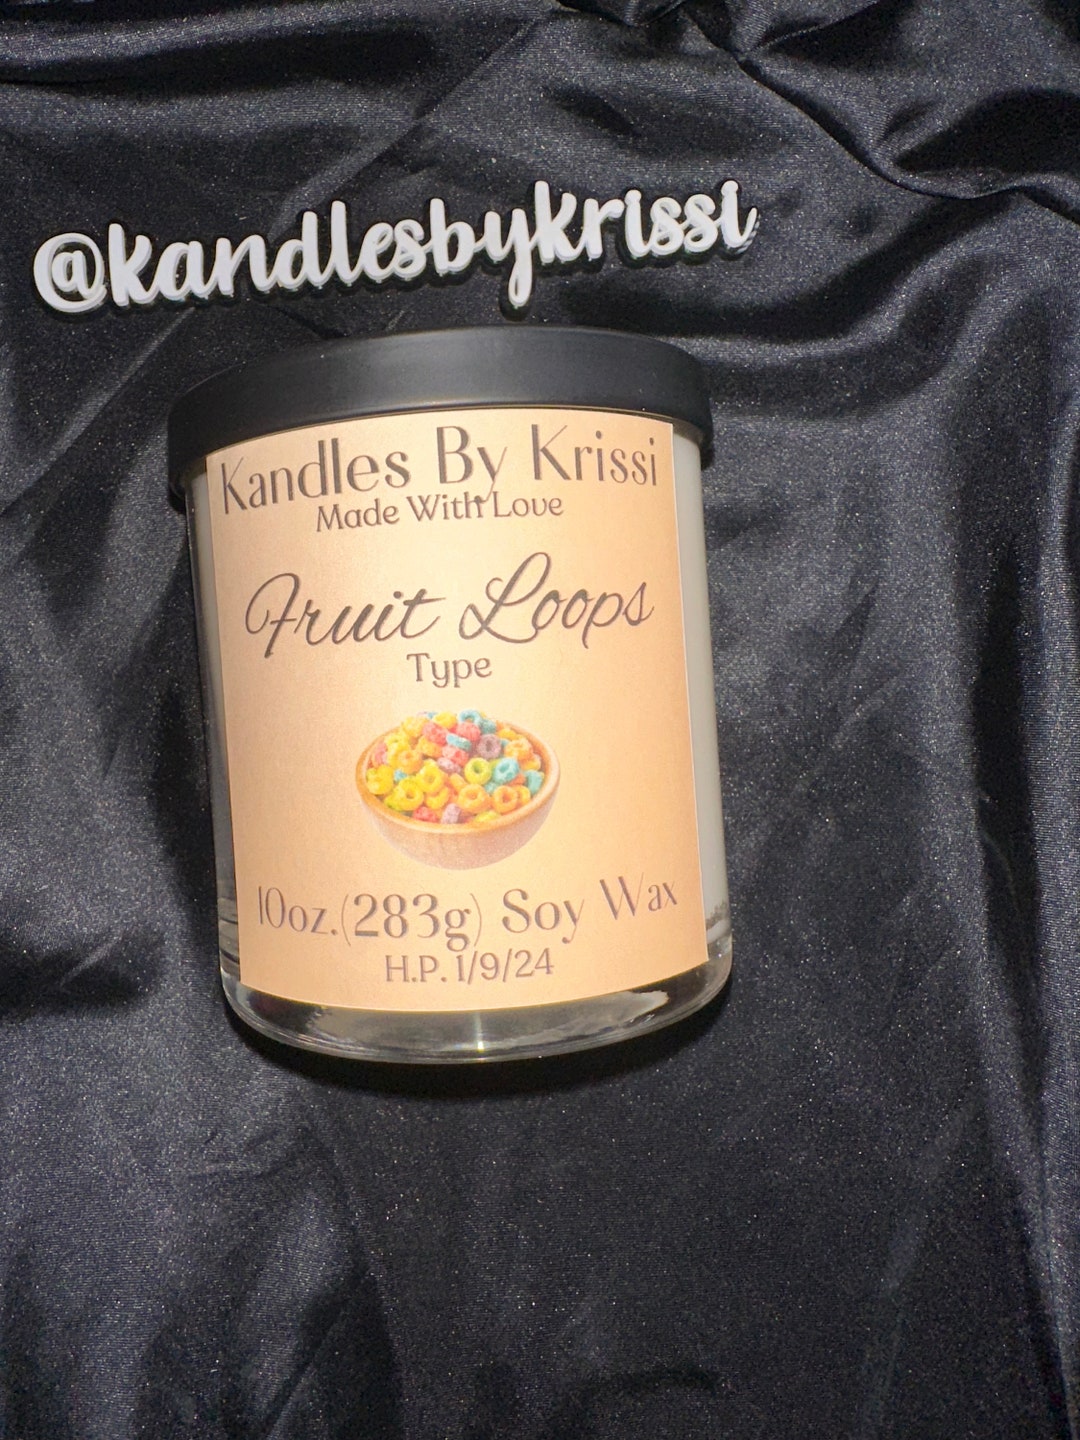 @kandlesbykrissi
Kandles By Krissi
Made With Love
Fruit Loops
Type
10oz.(283g) Soy Wax
H.P. 1/9/24